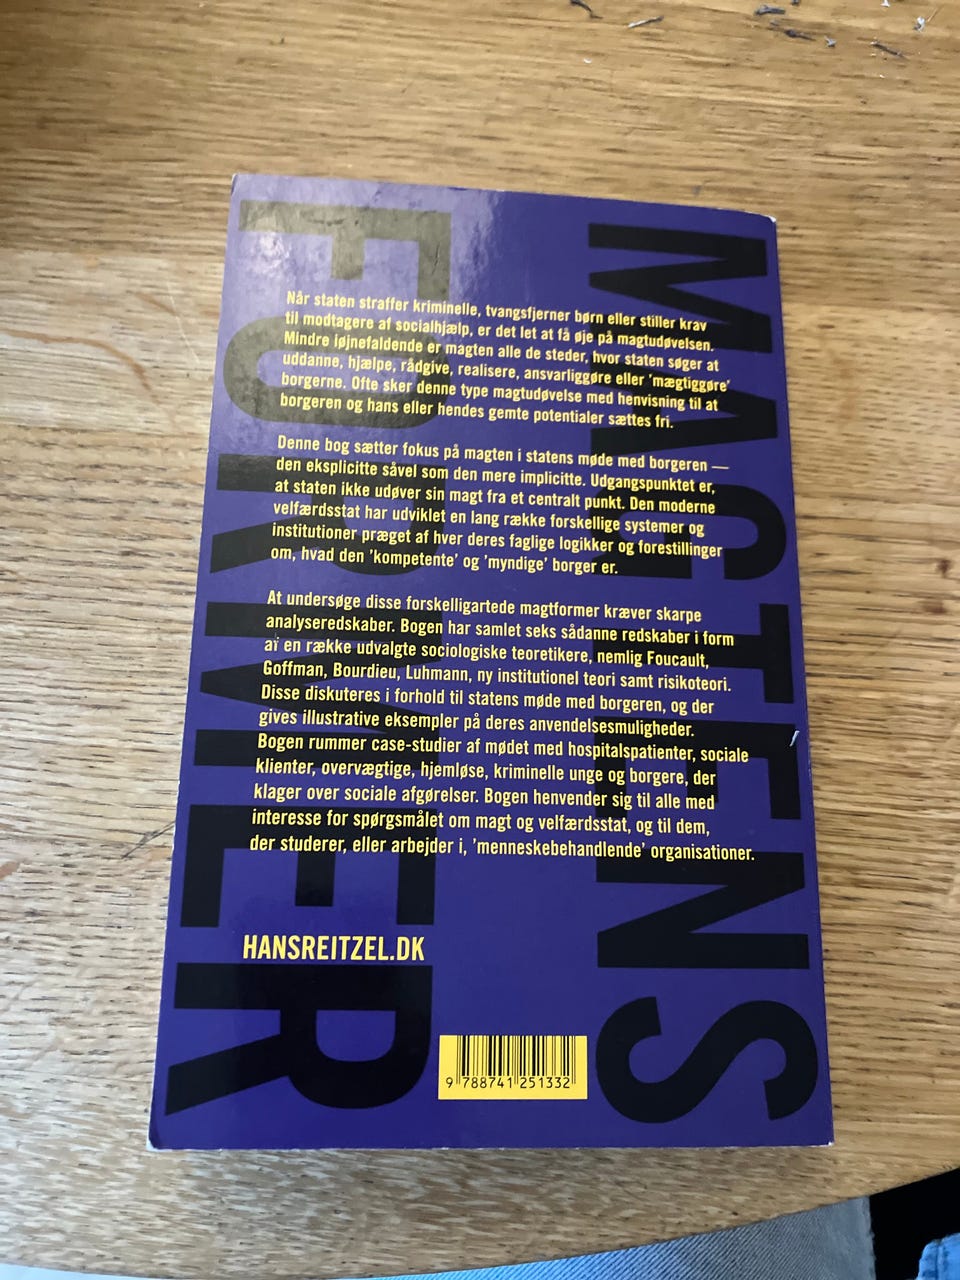 MAGTENS
FORMER
Når staten straffer kriminelle, tvangsfjerner børn eller stiller krav
til modtagere af socialhjælp, er det let at få øje på magtudøvelsen.
Mindre iøjnefaldende er magten alle de steder, hvor staten søger at
uddanne, hjælpe, rådgive, realisere, ansvarliggøre eller ’mægtiggøre’
borgerne. Ofte sker denne type magtudøvelse med henvisning til at
borgeren og hans eller hendes gemte potentialer sættes fri.
Denne bog sætter fokus på magten i statens møde med borgeren —
den eksplicitte såvel som den mere implicitte. Udgangspunktet er,
at staten ikke udøver sin magt fra et centralt punkt. Den moderne
velfærdsstat har udviklet en lang række forskellige systemer og
institutioner præget af hver deres faglige logikker og forestillinger
om, hvad den ’kompetente’ og ’myndige’ borger er.
At undersøge disse forskelligartede magtformer kræver skarpe
analyseredskaber. Bogen har samlet seks sådanne redskaber i form
af en række udvalgte sociologiske teoretikere, nemlig Foucault,
Goffman, Bourdieu, Luhmann, ny institutionel teori samt risikoteori.
Disse diskuteres i forhold til statens møde med borgeren, og der
gives illustrative eksempler på deres anvendelsesmuligheder.
Bogen rummer case-studier af mødet med hospitalspatienter, sociale
klienter, overvægtige, hjemløse, kriminelle unge og borgere, der
klager over sociale afgørelser. Bogen henvender sig til alle med
interesse for spørgsmålet om magt og velfærdsstat, og til dem,
der studerer, eller arbejder i, ’menneskebehandlende’ organisationer.
HANSREITZEL.DK
9 788741 251332